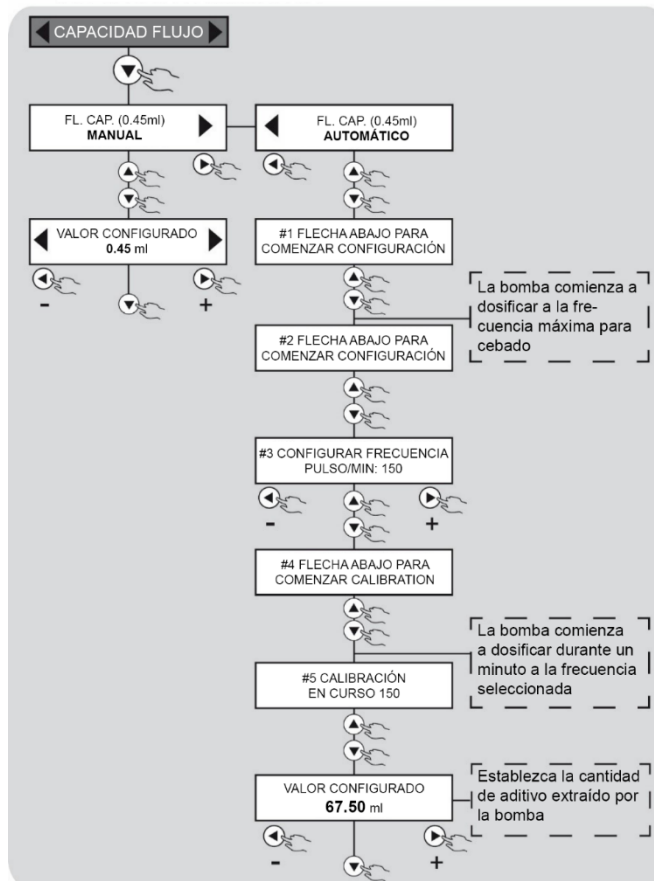 CAPACIDAD FLUJO
FL. CAP. (0.45ml)
MANUAL
FL. CAP. (0.45ml)
AUTOMÁTICO
VALOR CONFIGURADO
0.45 ml
-
+
#1 FLECHA ABAJO PARA
COMENZAR CONFIGURACIÓN
La bomba comienza a
dosificar a la fre-
cuencia máxima para
cebado
#2 FLECHA ABAJO PARA
COMENZAR CONFIGURACIÓN
#3 CONFIGURAR FRECUENCIA
PULSO/MIN: 150
-
+
#4 FLECHA ABAJO PARA
COMENZAR CALIBRATION
La bomba comienza
a dosificar durante un
minuto a la frecuencia
seleccionada
#5 CALIBRACIÓN
EN CURSO 150
VALOR CONFIGURADO
67.50 ml
Establezca la cantidad
de aditivo extraído por
la bomba
-
+